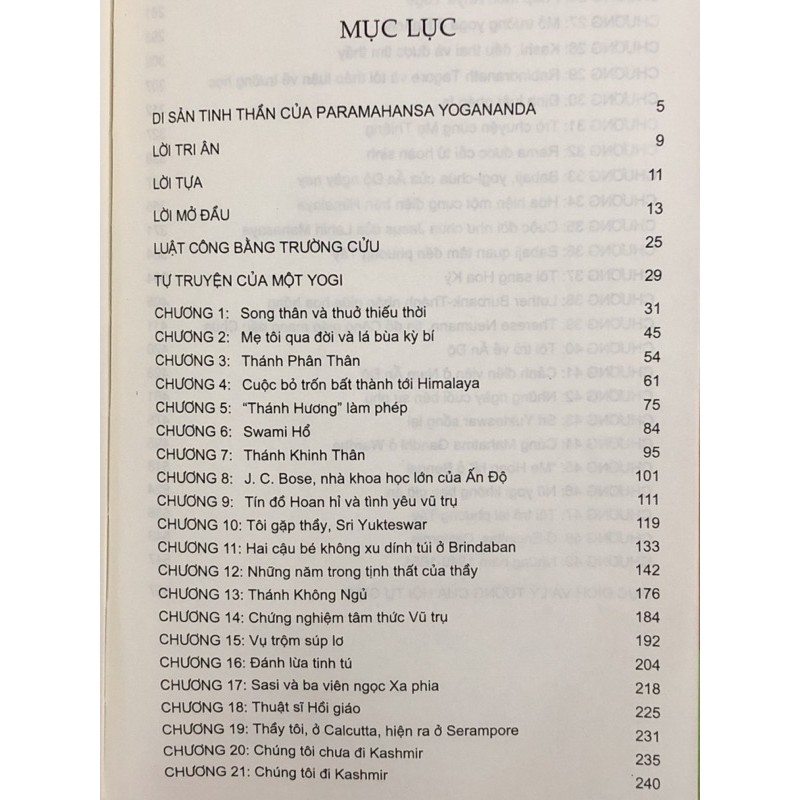 MỤC LỤC
DI SẢN TINH THẦN CỦA PARAMAHANSA YOGANANDA 5
LỜI TRI ÂN 9
LỜI TỰA 11
LỜI MỞ ĐẦU 13
LUẬT CÔNG BẰNG TRƯỜNG CỬU 25
TỰ TRUYỆN CỦA MỘT YOGI 29
CHƯƠNG 1: Song thân và thuở thiếu thời 31
CHƯƠNG 2: Mẹ tôi qua đời và lá bùa kỳ bí 45
CHƯƠNG 3: Thánh Phân Thân 54
CHƯƠNG 4: Cuộc bỏ trốn bất thành tới Himalaya 61
CHƯƠNG 5: “Thánh Hương” làm phép 75
CHƯƠNG 6: Swami Hổ 84
CHƯƠNG 7: Thánh Khinh Thân 95
CHƯƠNG 8: J. C. Bose, nhà khoa học lớn của Ấn Độ 101
CHƯƠNG 9: Tín đồ Hoan hỉ và tình yêu vũ trụ 111
CHƯƠNG 10: Tôi gặp thầy, Sri Yukteswar 119
CHƯƠNG 11: Hai cậu bé không xu dính túi ở Brindaban 133
CHƯƠNG 12: Những năm trong tịnh thất của thầy 142
CHƯƠNG 13: Thánh Không Ngủ 176
CHƯƠNG 14: Chứng nghiệm tâm thức Vũ trụ 184
CHƯƠNG 15: Vụ trộm súp lơ 192
CHƯƠNG 16: Đánh lừa tinh tú 204
CHƯƠNG 17: Sasi và ba viên ngọc Xa phia 218
CHƯƠNG 18: Thuật sĩ Hồi giáo 225
CHƯƠNG 19: Thầy tôi, ở Calcutta, hiện ra ở Serampore 231
CHƯƠNG 20: Chúng tôi chưa đi Kashmir 235
CHƯƠNG 21: Chúng tôi đi Kashmir 240